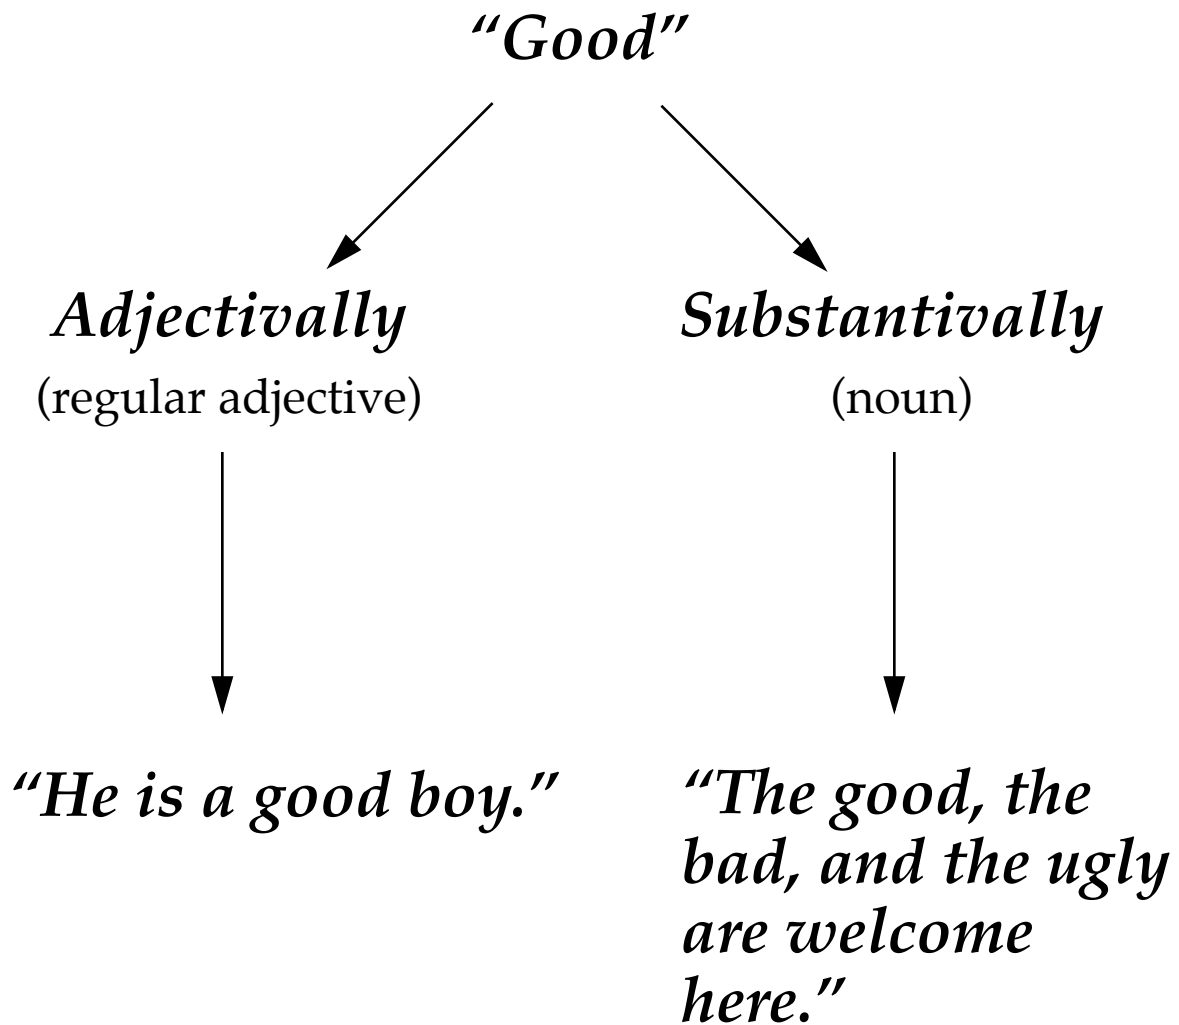 “Good”
Adjectivally
(regular adjective)
Substantivally
(noun)
“He is a good boy.”
“The good, the
bad, and the ugly
are welcome
here.”